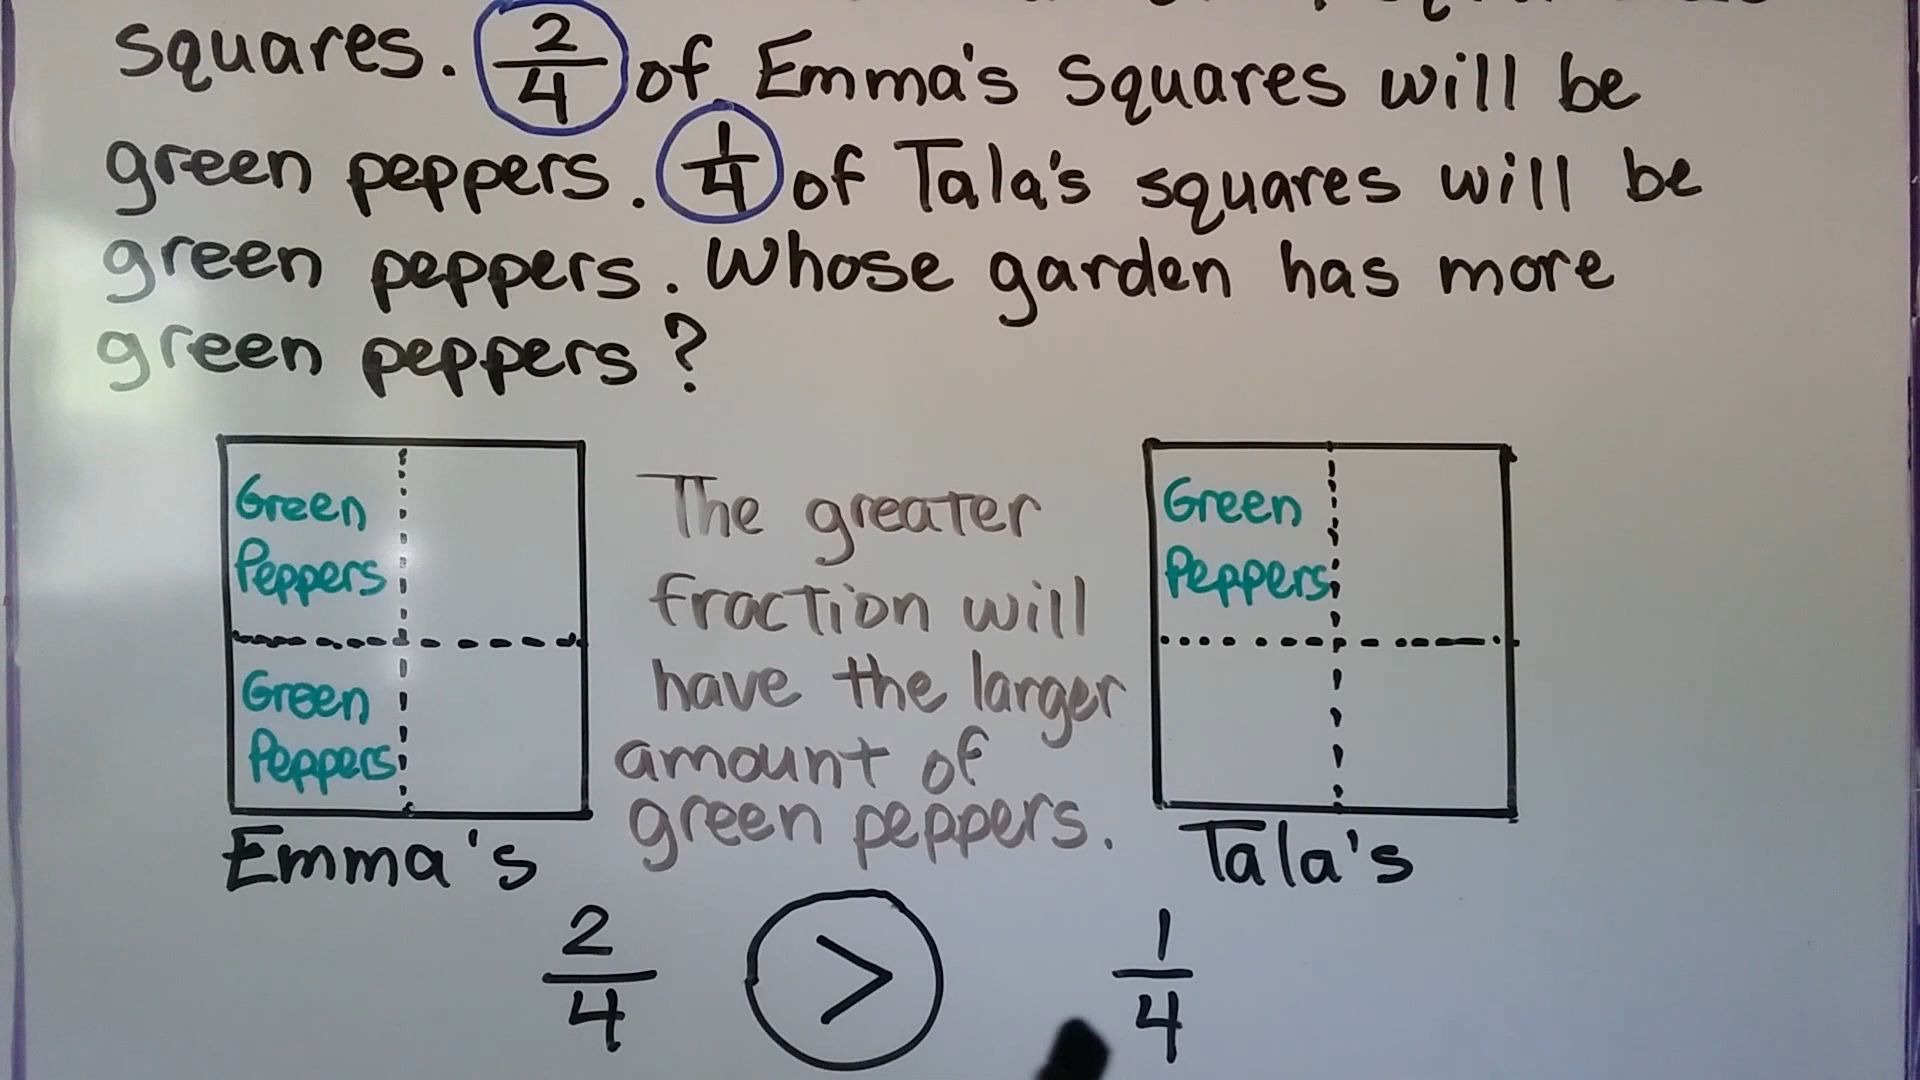 squares. 2/4 of Emma's squares will be
green peppers. 1/4 of Tala's squares will be
green peppers. Whose garden has more
green peppers?
Green
Peppers
Green
Peppers
Emma's
The greater
fraction will
have the larger
amount of
green peppers.
Green
Peppers
Tala's
2/4 > 1/4